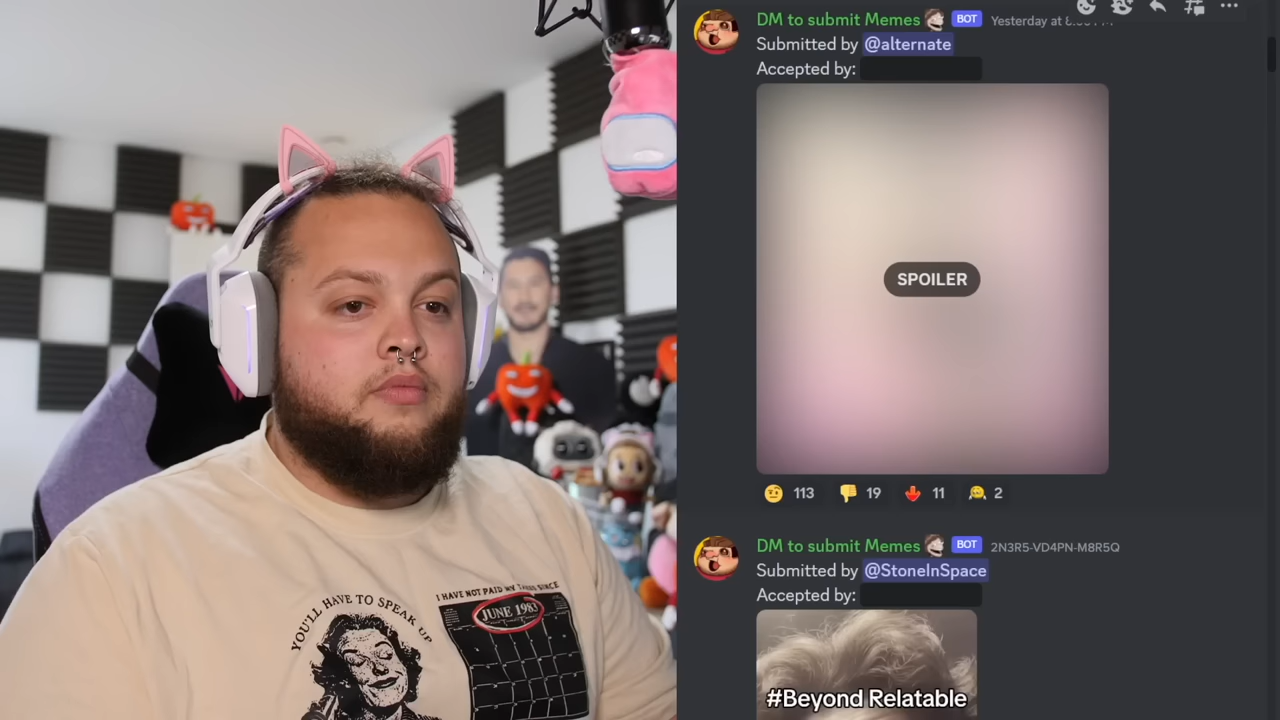 DM to submit Memes BOT Yesterday at
Submitted by @alternate
Accepted by:
SPOILER
113 19 11 2
DM to submit Memes BOT 2N3R5-VD4PN-M8R5Q
Submitted by @StoneInSpace
Accepted by:
#Beyond Relatable
YOU'LL HAVE TO SPEAK UP
I HAVE NOT PAID MY
JUNE 1983